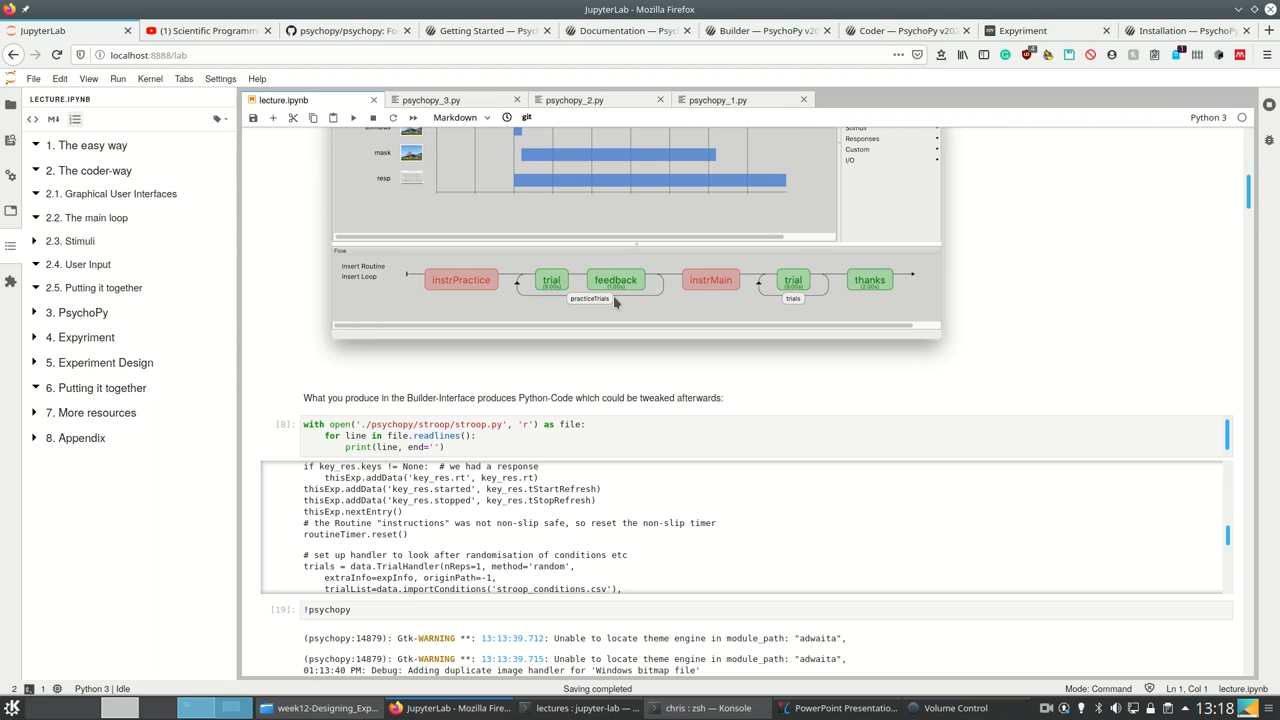 JupyterLab - Mozilla Firefox
JupyterLab
(1) Scientific Programm
psychopy/psychopy: Fo
Getting Started — Psyc
Documentation — Psyc
Builder — PsychoPy v20
Coder — PsychoPy v202
Expyriment
Installation — PsychoPy
localhost:8888/lab
File Edit View Run Kernel Tabs Settings Help
LECTURE.IPYNB
lecture.ipynb
psychopy_3.py
psychopy_2.py
psychopy_1.py
Markdown
git
Python 3
1. The easy way
2. The coder-way
2.1. Graphical User Interfaces
2.2. The main loop
2.3. Stimuli
2.4. User Input
2.5. Putting it together
3. PsychoPy
4. Expyriment
5. Experiment Design
6. Putting it together
7. More resources
8. Appendix
stimulus
mask
resp
Stimuli
Responses
Custom
I/O
Flow
Insert Routine
Insert Loop
instrPractice
trial
feedback
instrMain
trial
thanks
practiceTrials
trials
What you produce in the Builder-Interface produces Python-Code which could be tweaked afterwards:
[8]:
with open('./psychopy/stroop/stroop.py', 'r') as file:
for line in file.readlines():
print(line, end='')
if key_res.keys != None:  # we had a response
thisExp.addData('key_res.rt', key_res.rt)
thisExp.addData('key_res.started', key_res.tStartRefresh)
thisExp.addData('key_res.stopped', key_res.tStopRefresh)
thisExp.nextEntry()
# the Routine "instructions" was not non-slip safe, so reset the non-slip timer
routineTimer.reset()
# set up handler to look after randomisation of conditions etc
trials = data.TrialHandler(nReps=1, method='random',
extraInfo=expInfo, originPath=-1,
trialList=data.importConditions('stroop_conditions.csv'),
[19]:
!psychopy
(psychopy:14879): Gtk-WARNING **: 13:13:39.712: Unable to locate theme engine in module_path: "adwaita",
(psychopy:14879): Gtk-WARNING **: 13:13:39.715: Unable to locate theme engine in module_path: "adwaita",
01:13:40 PM: Debug: Adding duplicate image handler for 'Windows bitmap file'
2
1
Python 3 | Idle
Saving completed
Mode: Command
Ln 1, Col 1
lecture.ipynb
week12-Designing_Exp...
JupyterLab - Mozilla Firef...
lectures : jupyter-lab — ...
chris : zsh — Konsole
PowerPoint Presentatio...
Volume Control
13:18